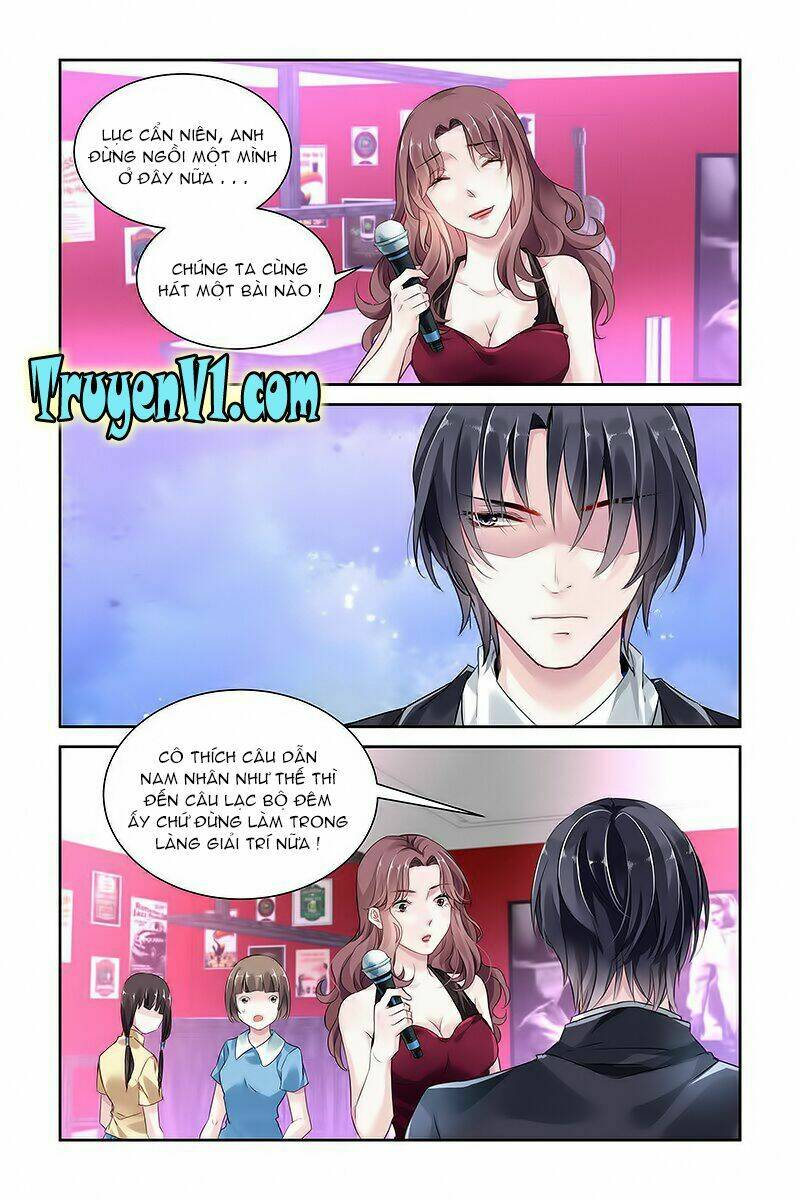 LỤC CẨN NIÊN, ANH
ĐỪNG NGỒI MỘT MÌNH
Ở ĐÂY NỮA . . .
CHÚNG TA CÙNG
HÁT MỘT BÀI NÀO !
TruyenV1.com
CÔ THÍCH CÂU DẪN
NAM NHÂN NHƯ THẾ THÌ
ĐẾN CÂU LẠC BỘ ĐÊM
ẤY CHỨ ĐỪNG LÀM TRONG
LÀNG GIẢI TRÍ NỮA !